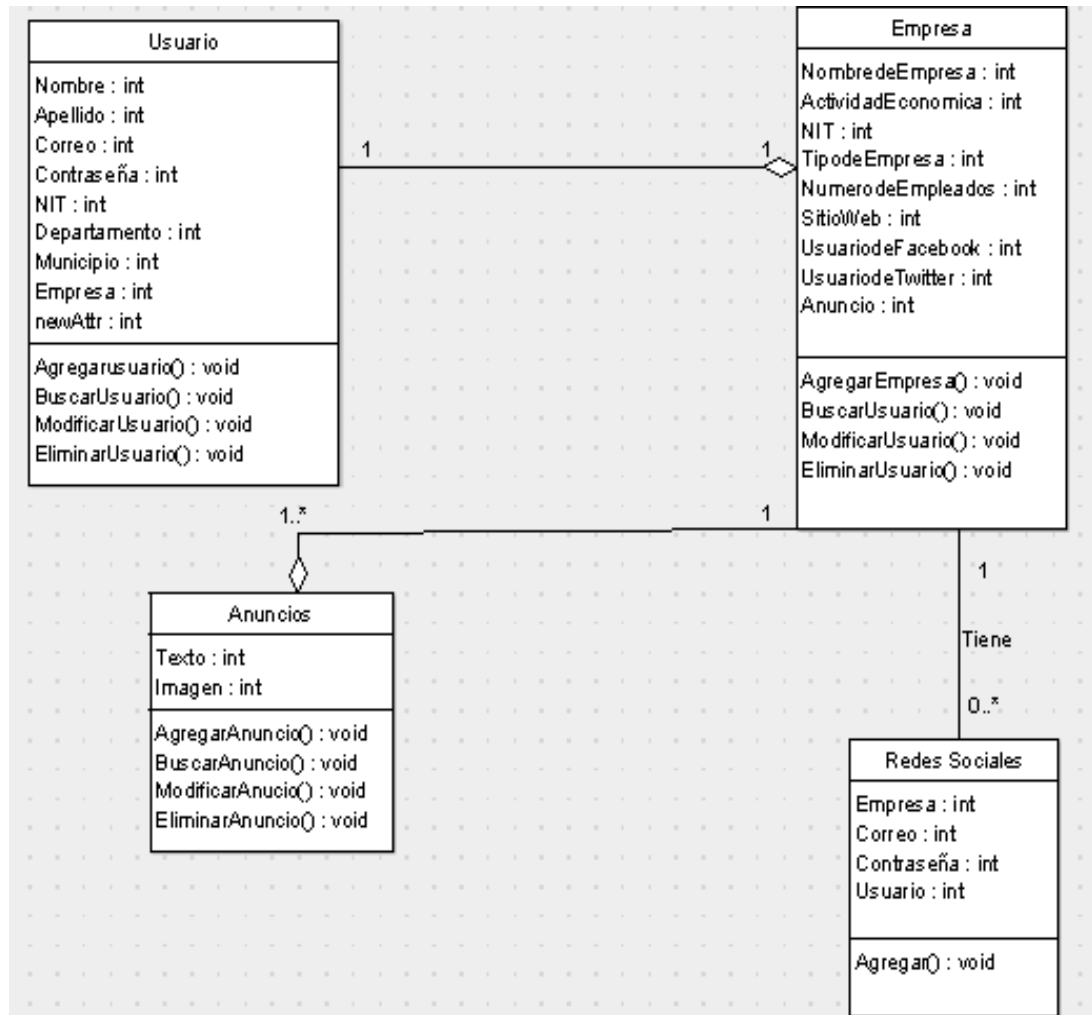 Usuario
Nombre : int
Apellido : int
Correo : int
Contraseña : int
NIT : int
Departamento : int
Municipio : int
Empresa : int
newAttr : int
Agregarusuario() : void
BuscarUsuario() : void
ModificarUsuario() : void
EliminarUsuario() : void
1
1
Empresa
NombredeEmpresa : int
ActividadEconomica : int
NIT : int
TipodeEmpresa : int
NumerodeEmpleados : int
SitioWeb : int
UsuariodeFacebook : int
UsuariodeTwitter : int
Anuncio : int
AgregarEmpresa() : void
BuscarUsuario() : void
ModificarUsuario() : void
EliminarUsuario() : void
1..*
1
Anuncios
Texto : int
Imagen : int
AgregarAnuncio() : void
BuscarAnuncio() : void
ModificarAnucio() : void
EliminarAnuncio() : void
1
Tiene
0..*
Redes Sociales
Empresa : int
Correo : int
Contraseña : int
Usuario : int
Agregar() : void